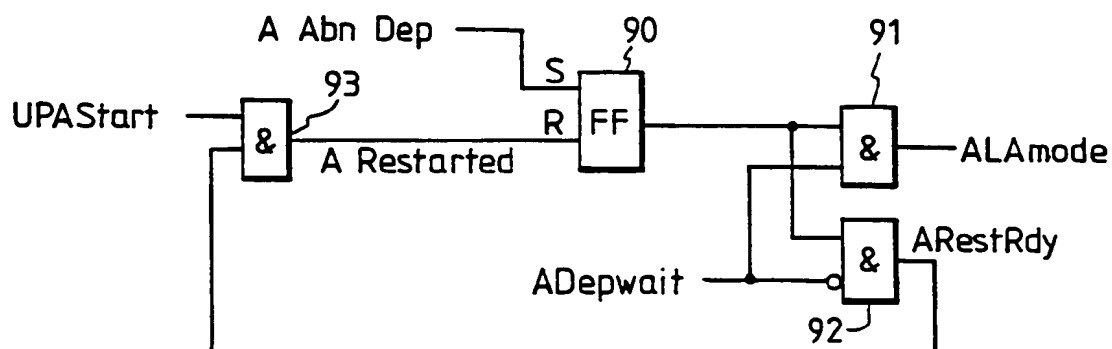 A Abn Dep
90
91
93
S
UPAStart
&
R
FF
&
ALAmode
A Restarted
ARestRdy
&
ADepwait
92